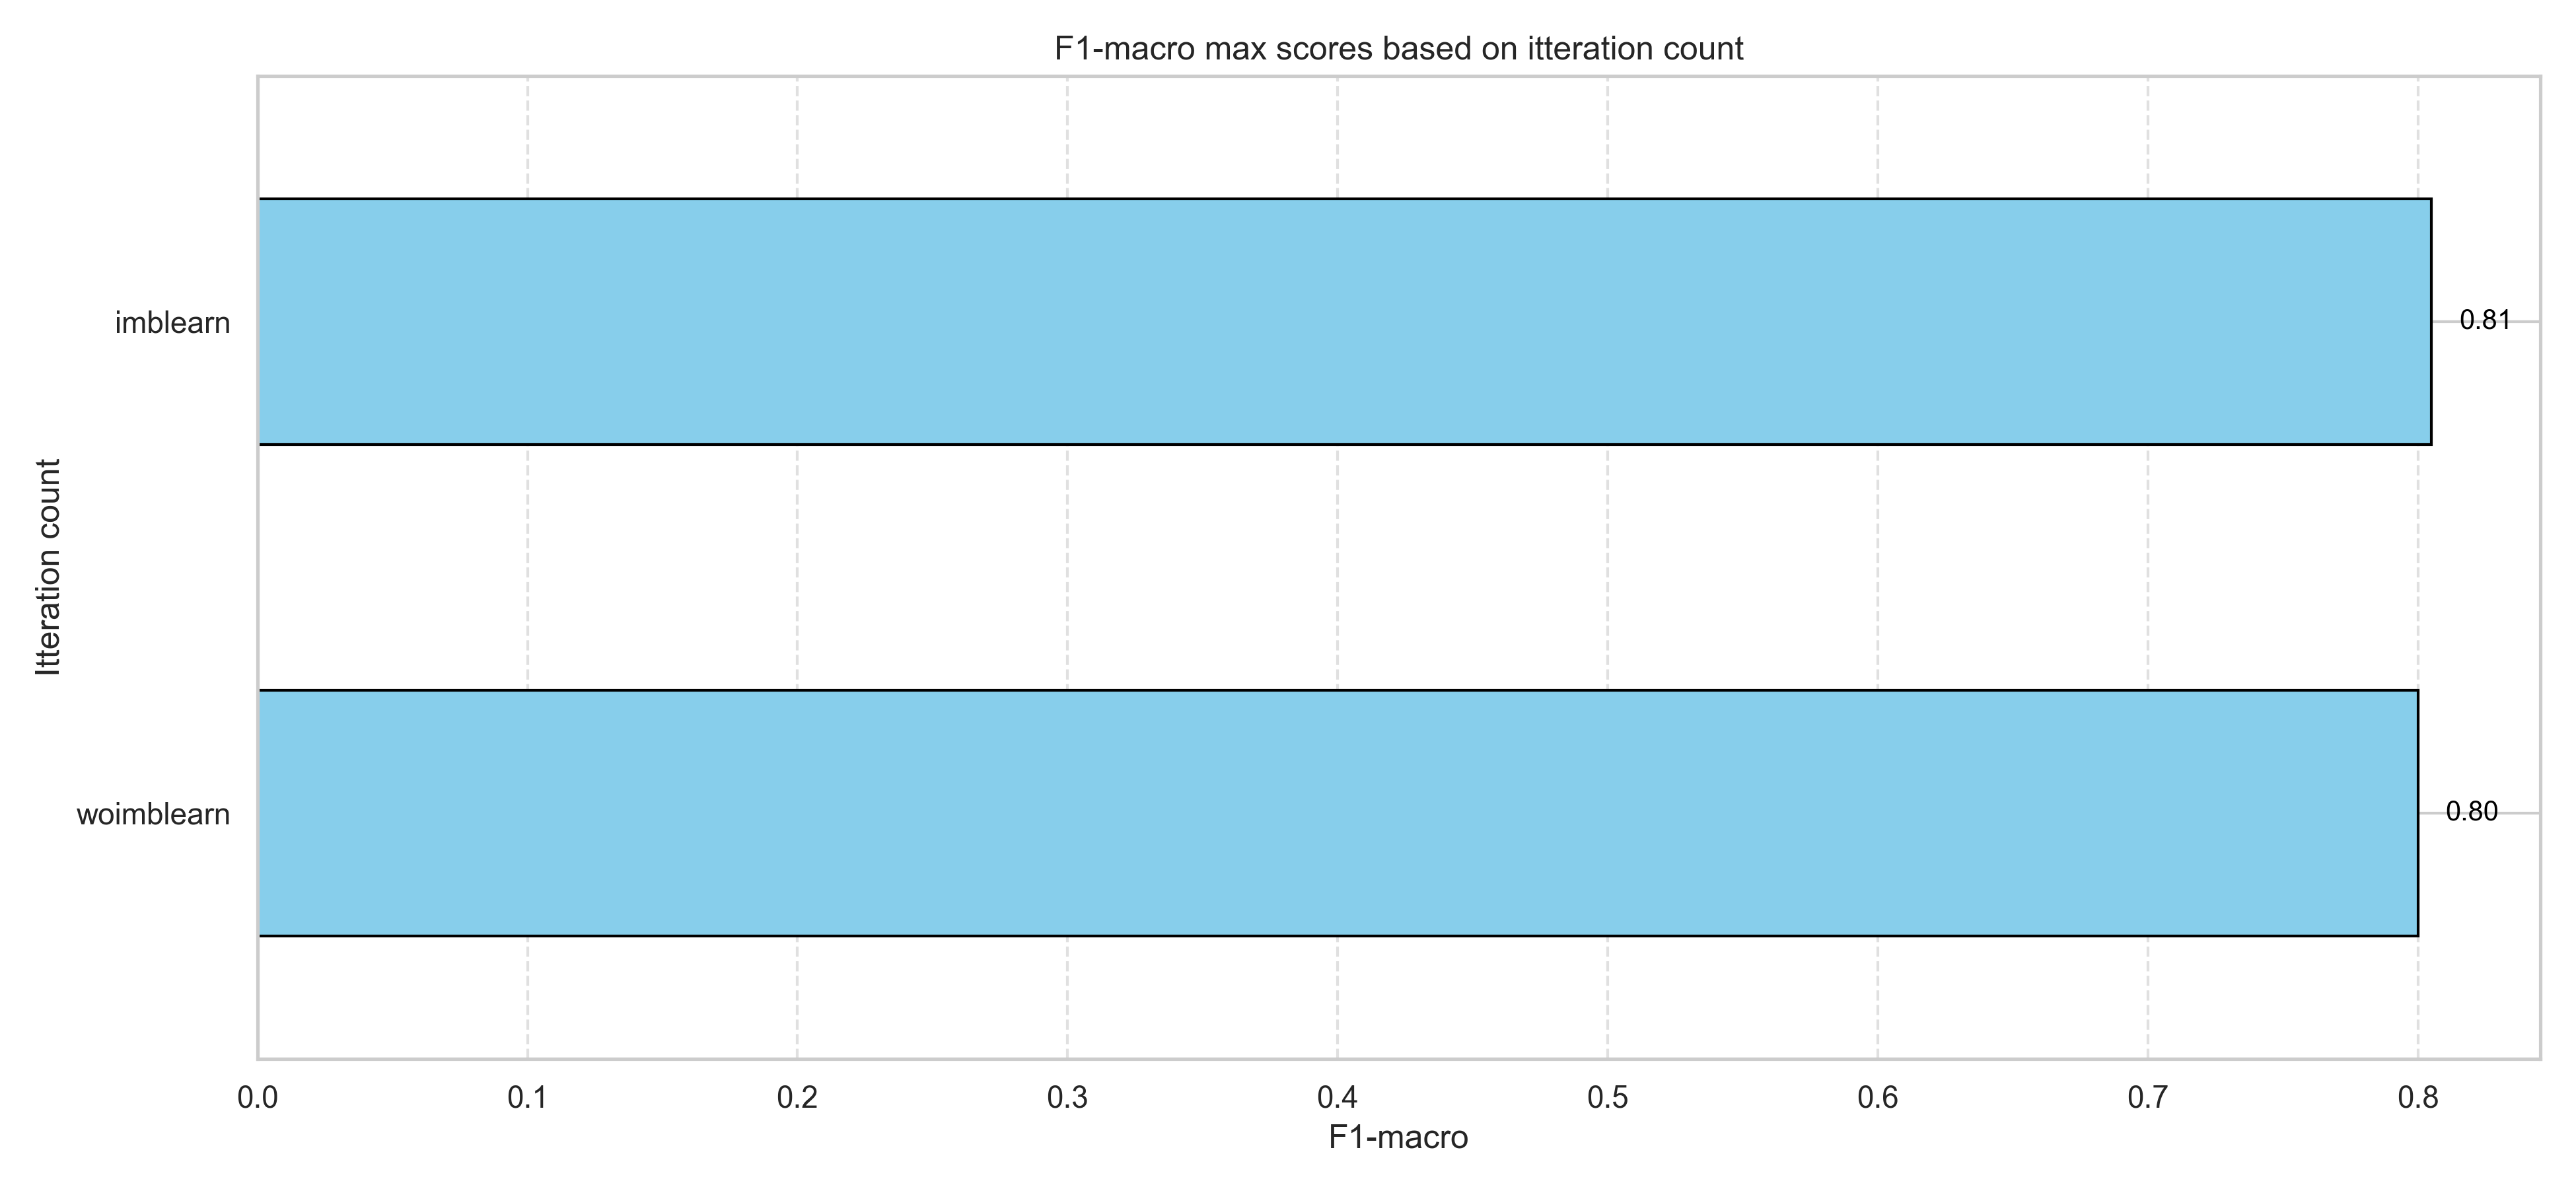 F1-macro max scores based on itteration count
Itteration count
imblearn
0.81
woimblearn
0.80
0.0 0.1 0.2 0.3 0.4 0.5 0.6 0.7 0.8
F1-macro